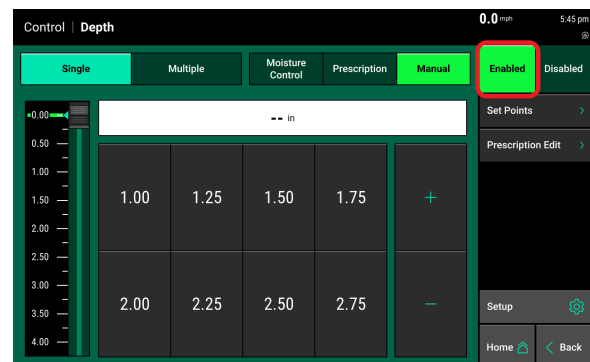 Control | Depth
0.0 mph
5:45 pm
Single
Multiple
Moisture
Control
Prescription
Manual
Enabled
Disabled
0.00
0.50
1.00
1.50
2.00
2.50
3.00
3.50
4.00
-- in
1.00 1.25 1.50 1.75 +
2.00 2.25 2.50 2.75 −
Set Points >
Prescription Edit >
Setup
Home
< Back